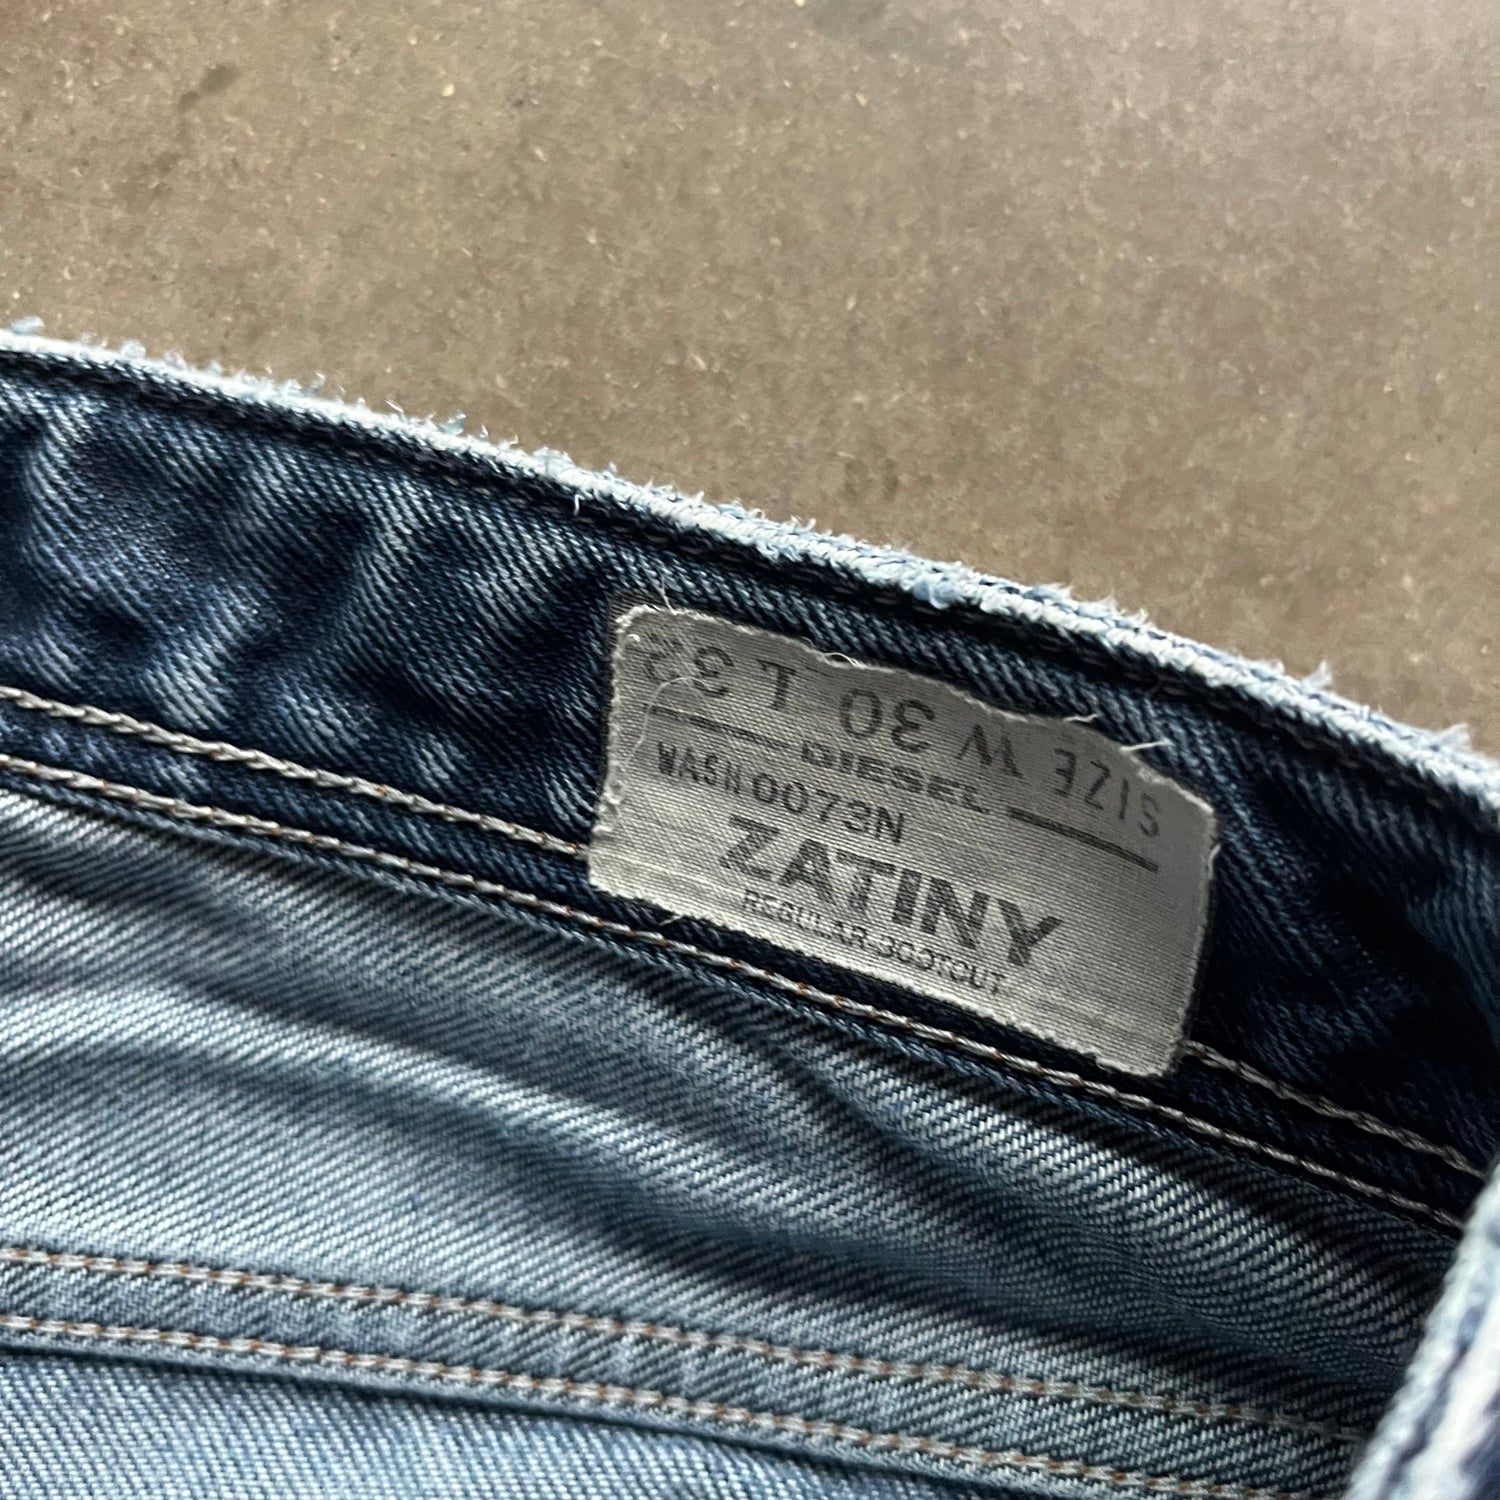 SIZE W 30 L 32
DIESEL
WASH 0073N
ZATINY
REGULAR-BOOTCUT